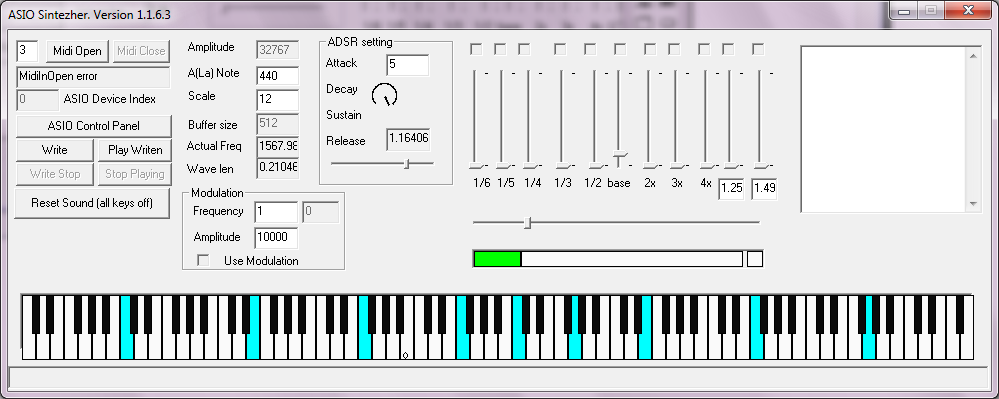 ASIO Sintezher. Version 1.1.6.3
3 Midi Open Midi Close
MidiInOpen error
0 ASIO Device Index
ASIO Control Panel
Write Play Writen
Write Stop Stop Playing
Reset Sound (all keys off)
Amplitude 32767
A(La) Note 440
Scale 12
Buffer size 512
Actual Freq 1567.98
Wave len 0.21046
Modulation
Frequency 1 0
Amplitude 10000
Use Modulation
ADSR setting
Attack 5
Decay
Sustain
Release 1.16406
1/6 1/5 1/4 1/3 1/2 base 2x 3x 4x 1.25 1.49